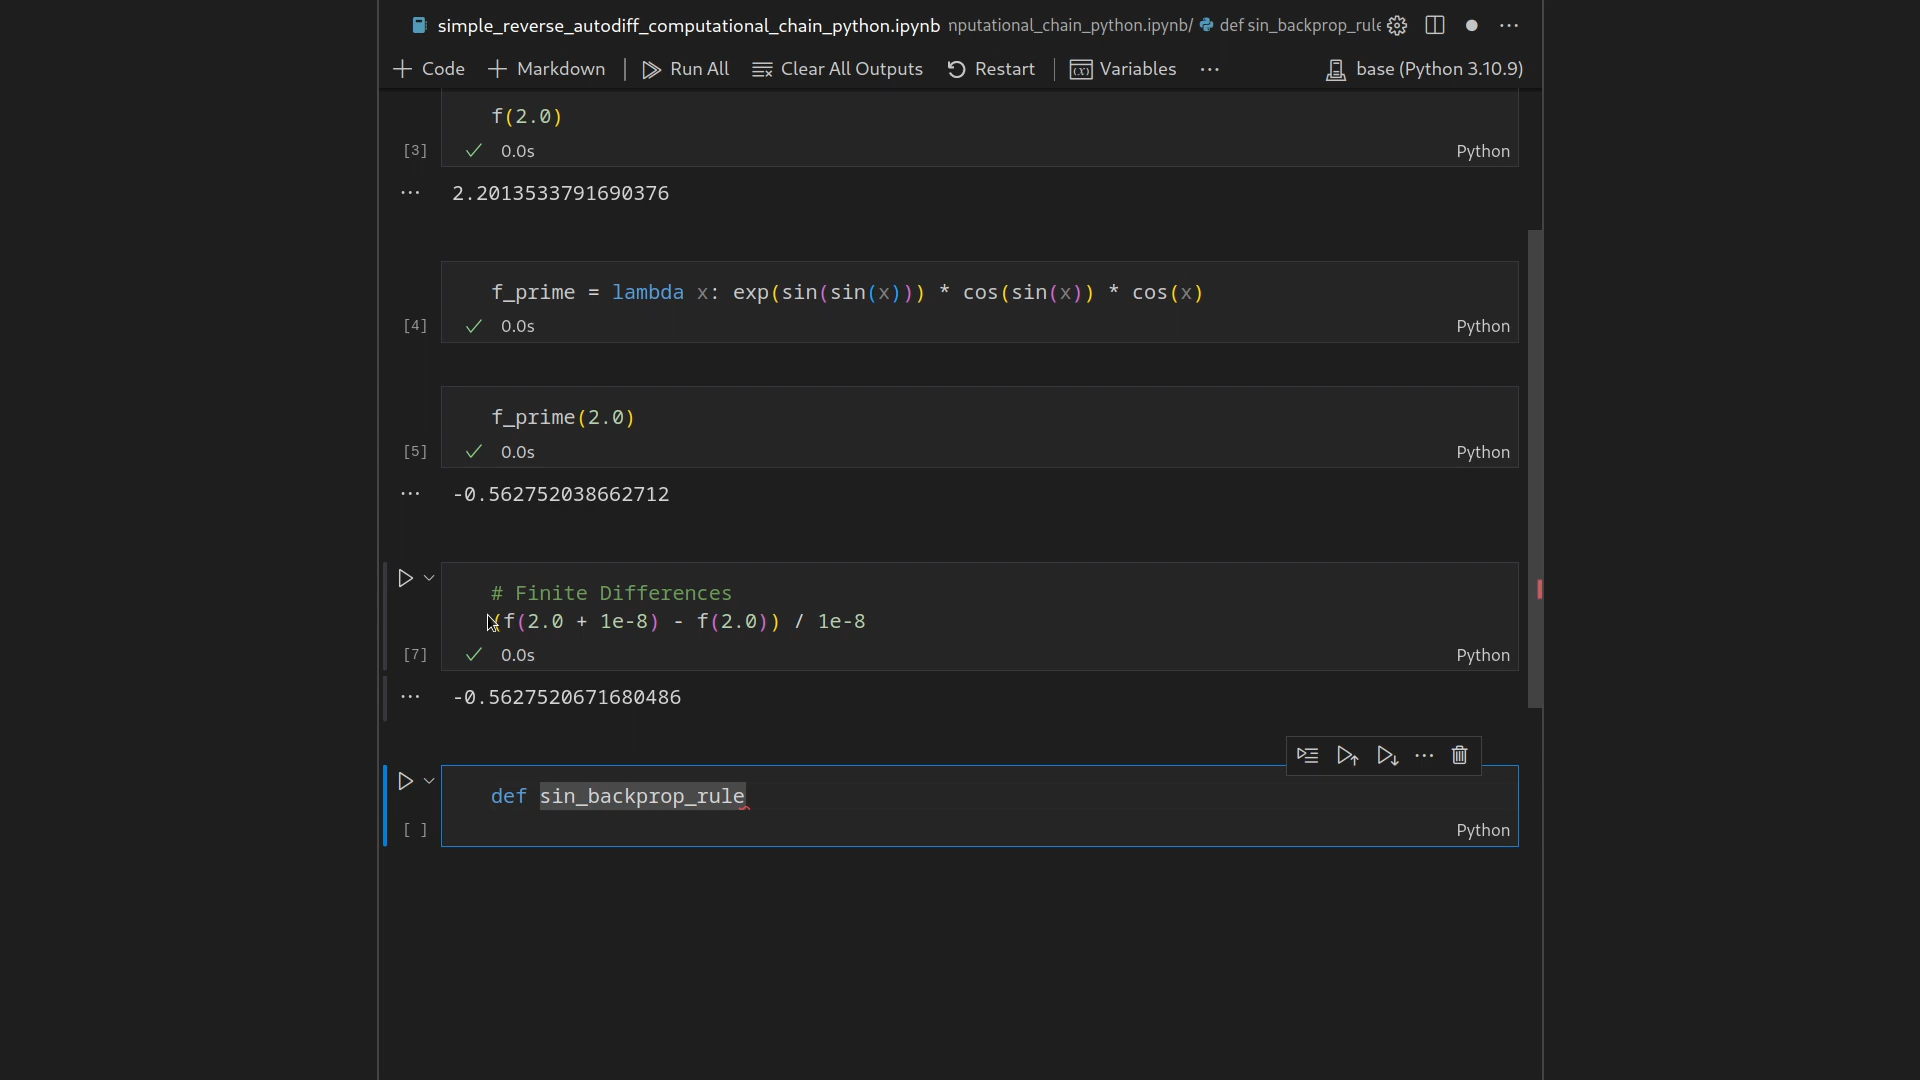 simple_reverse_autodiff_computational_chain_python.ipynb nputational_chain_python.ipynb/ def sin_backprop_rule
Code Markdown Run All Clear All Outputs Restart Variables base (Python 3.10.9)
f(2.0)
[3] 0.0s Python
2.2013533791690376
f_prime = lambda x: exp(sin(sin(x))) * cos(sin(x)) * cos(x)
[4] 0.0s Python
f_prime(2.0)
[5] 0.0s Python
-0.562752038662712
# Finite Differences
(f(2.0 + 1e-8) - f(2.0)) / 1e-8
[7] 0.0s Python
-0.5627520671680486
def sin_backprop_rule
[ ] Python